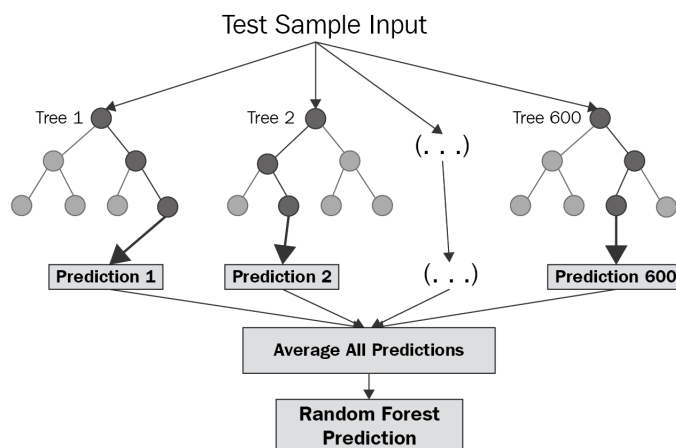 Test Sample Input
Tree 1
Tree 2
(. . .)
Tree 600
Prediction 1
Prediction 2
(. . .)
Prediction 600
Average All Predictions
Random Forest
Prediction